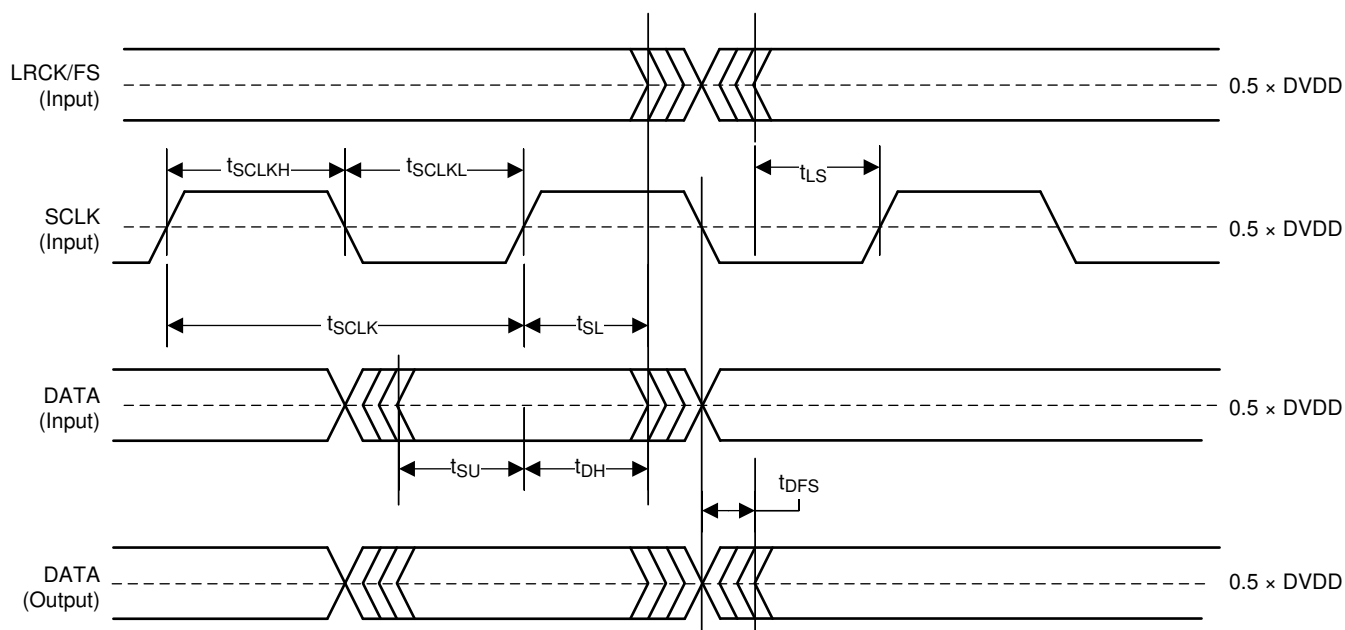 LRCK/FS
(Input)
0.5 × DVDD
tSCLKH
tSCLKL
tLS
SCLK
(Input)
0.5 × DVDD
tSCLK
tSL
DATA
(Input)
0.5 × DVDD
tSU
tDH
tDFS
DATA
(Output)
0.5 × DVDD